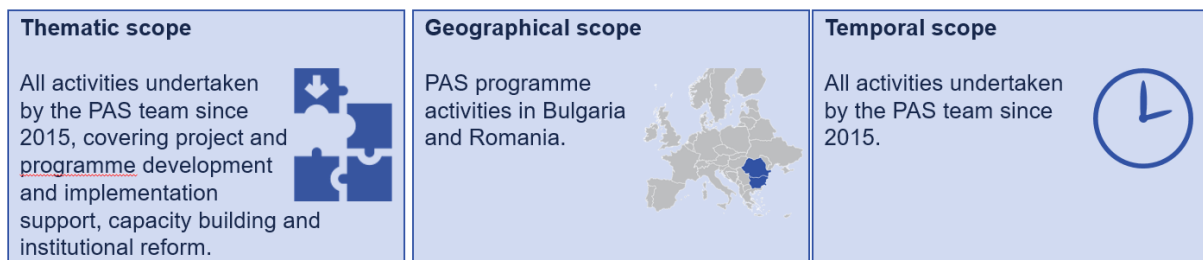 Thematic scope
All activities undertaken
by the PAS team since
2015, covering project and
programme development
and implementation
support, capacity building and
institutional reform.
Geographical scope
PAS programme
activities in Bulgaria
and Romania.
Temporal scope
All activities undertaken
by the PAS team since
2015.